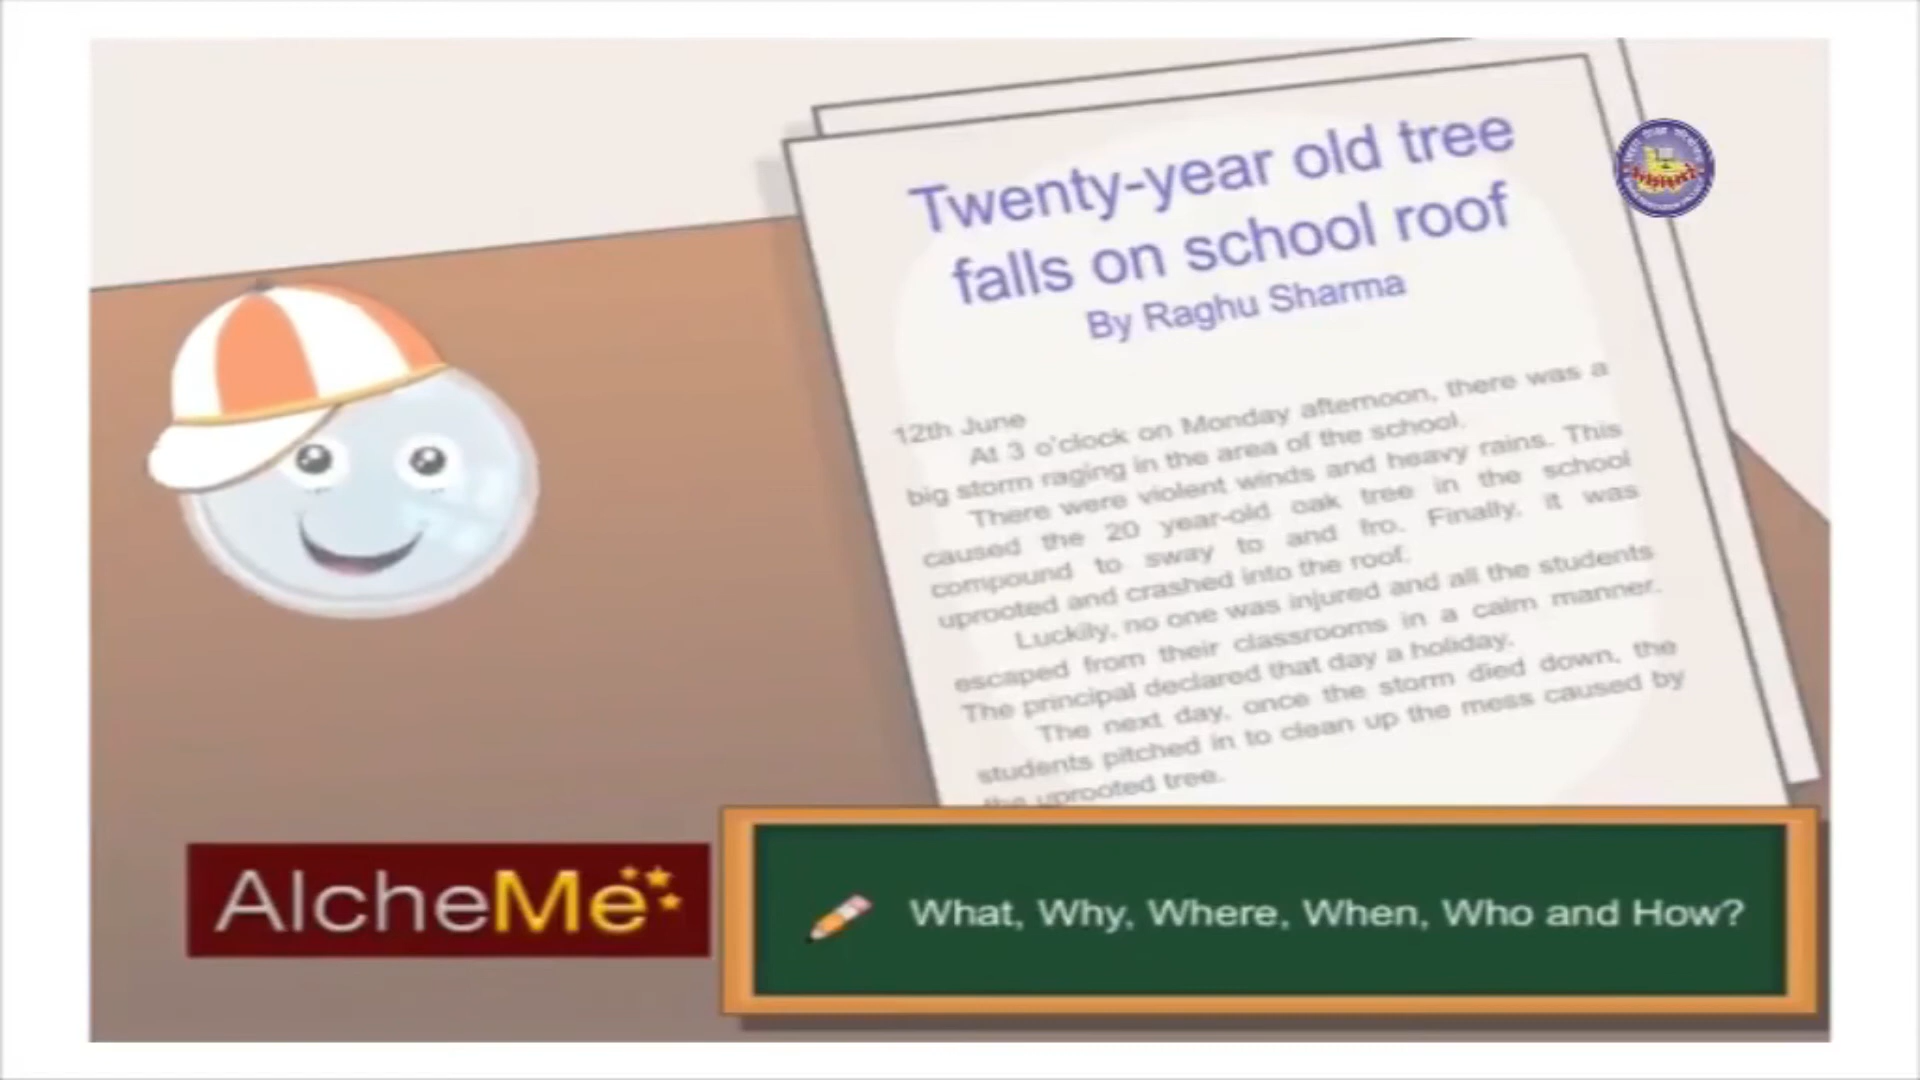 Twenty-year old tree
falls on school roof
By Raghu Sharma
12th June
At 3 o'clock on Monday afternoon, there was a
big storm raging in the area of the school.
There were violent winds and heavy rains. This
caused the 20 year-old oak tree in the school
compound to sway to and fro. Finally, it was
uprooted and crashed into the roof.
Luckily, no one was injured and all the students
escaped from their classrooms in a calm manner.
The principal declared that day a holiday.
The next day, once the storm died down, the
students pitched in to clean up the mess caused by
the uprooted tree.
AlcheMe
What, Why, Where, When, Who and How?